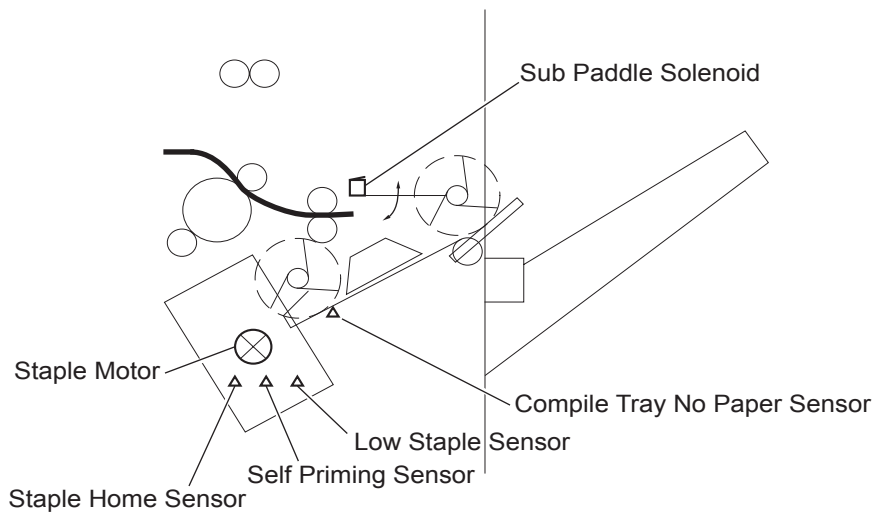 Sub Paddle Solenoid
Staple Motor
Compile Tray No Paper Sensor
Low Staple Sensor
Self Priming Sensor
Staple Home Sensor